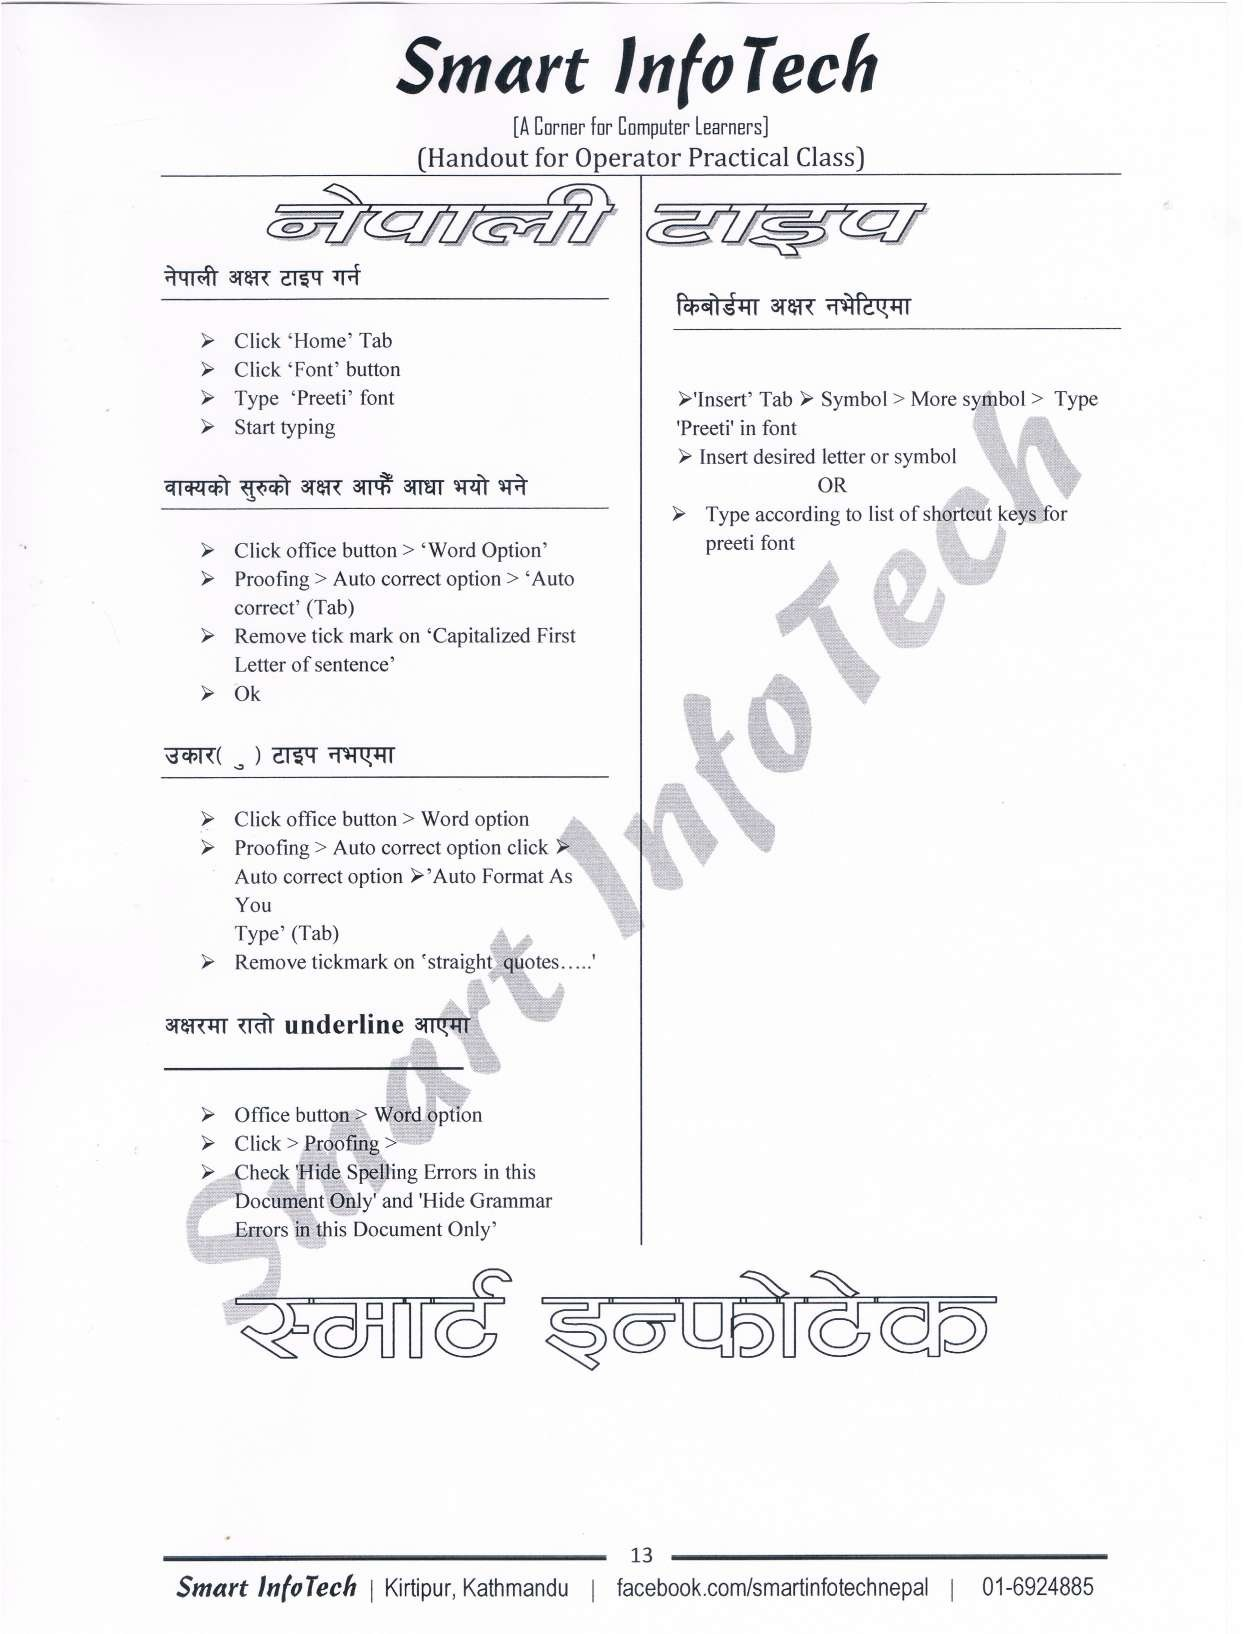 Smart InfoTech
[A Corner for Computer Learners]
(Handout for Operator Practical Class)
नेपाली टाइप
नेपाली अक्षर टाइप गर्न
➢ Click ‘Home’ Tab
➢ Click ‘Font’ button
➢ Type ‘Preeti’ font
➢ Start typing
वाक्यको सुरुको अक्षर आफैँ आधा भयो भने
➢ Click office button > ‘Word Option’
➢ Proofing > Auto correct option > ‘Auto
correct’ (Tab)
➢ Remove tick mark on ‘Capitalized First
Letter of sentence’
➢ Ok
उकार( ु ) टाइप नभएमा
➢ Click office button > Word option
➢ Proofing > Auto correct option click ➢
Auto correct option ➢’Auto Format As
You
Type’ (Tab)
➢ Remove tickmark on ‘straight quotes…..'
अक्षरमा रातो underline आएमा
➢ Office button > Word option
➢ Click > Proofing >
➢ Check 'Hide Spelling Errors in this
Document Only' and 'Hide Grammar
Errors in this Document Only’
किबोर्डमा अक्षर नभेटिएमा
➢'Insert’ Tab ➢ Symbol > More symbol > Type
'Preeti' in font
➢ Insert desired letter or symbol
OR
➢ Type according to list of shortcut keys for
preeti font
Smart InfoTech
स्मार्ट इन्फोटेक
13
Smart InfoTech | Kirtipur, Kathmandu | facebook.com/smartinfotechnepal | 01-6924885